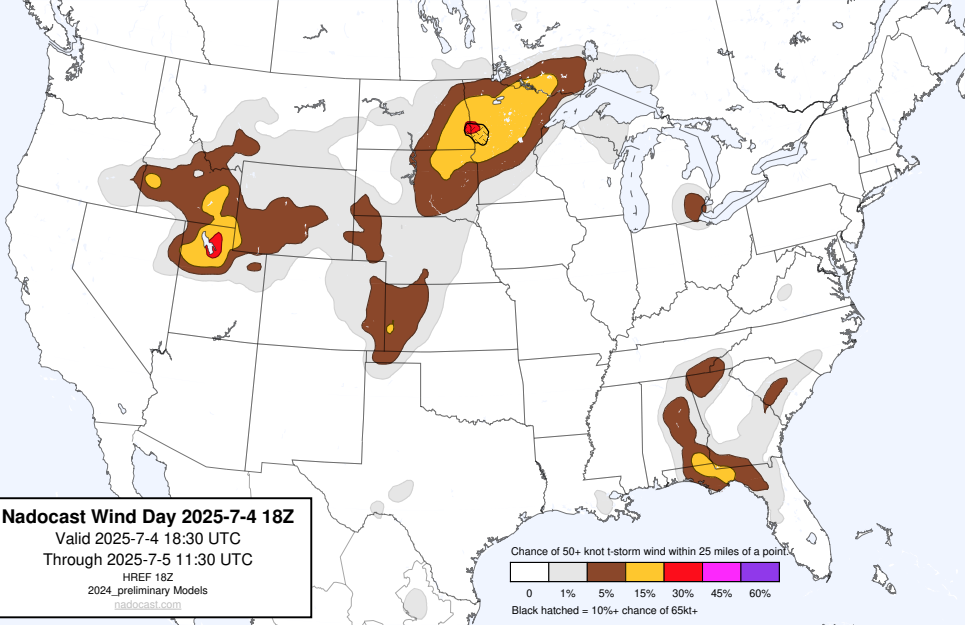 Nadocast Wind Day 2025-7-4 18Z
Valid 2025-7-4 18:30 UTC
Through 2025-7-5 11:30 UTC
HREF 18Z
2024_preliminary Models
nadocast.com
Chance of 50+ knot t-storm wind within 25 miles of a point.
0 1% 5% 15% 30% 45% 60%
Black hatched = 10%+ chance of 65kt+